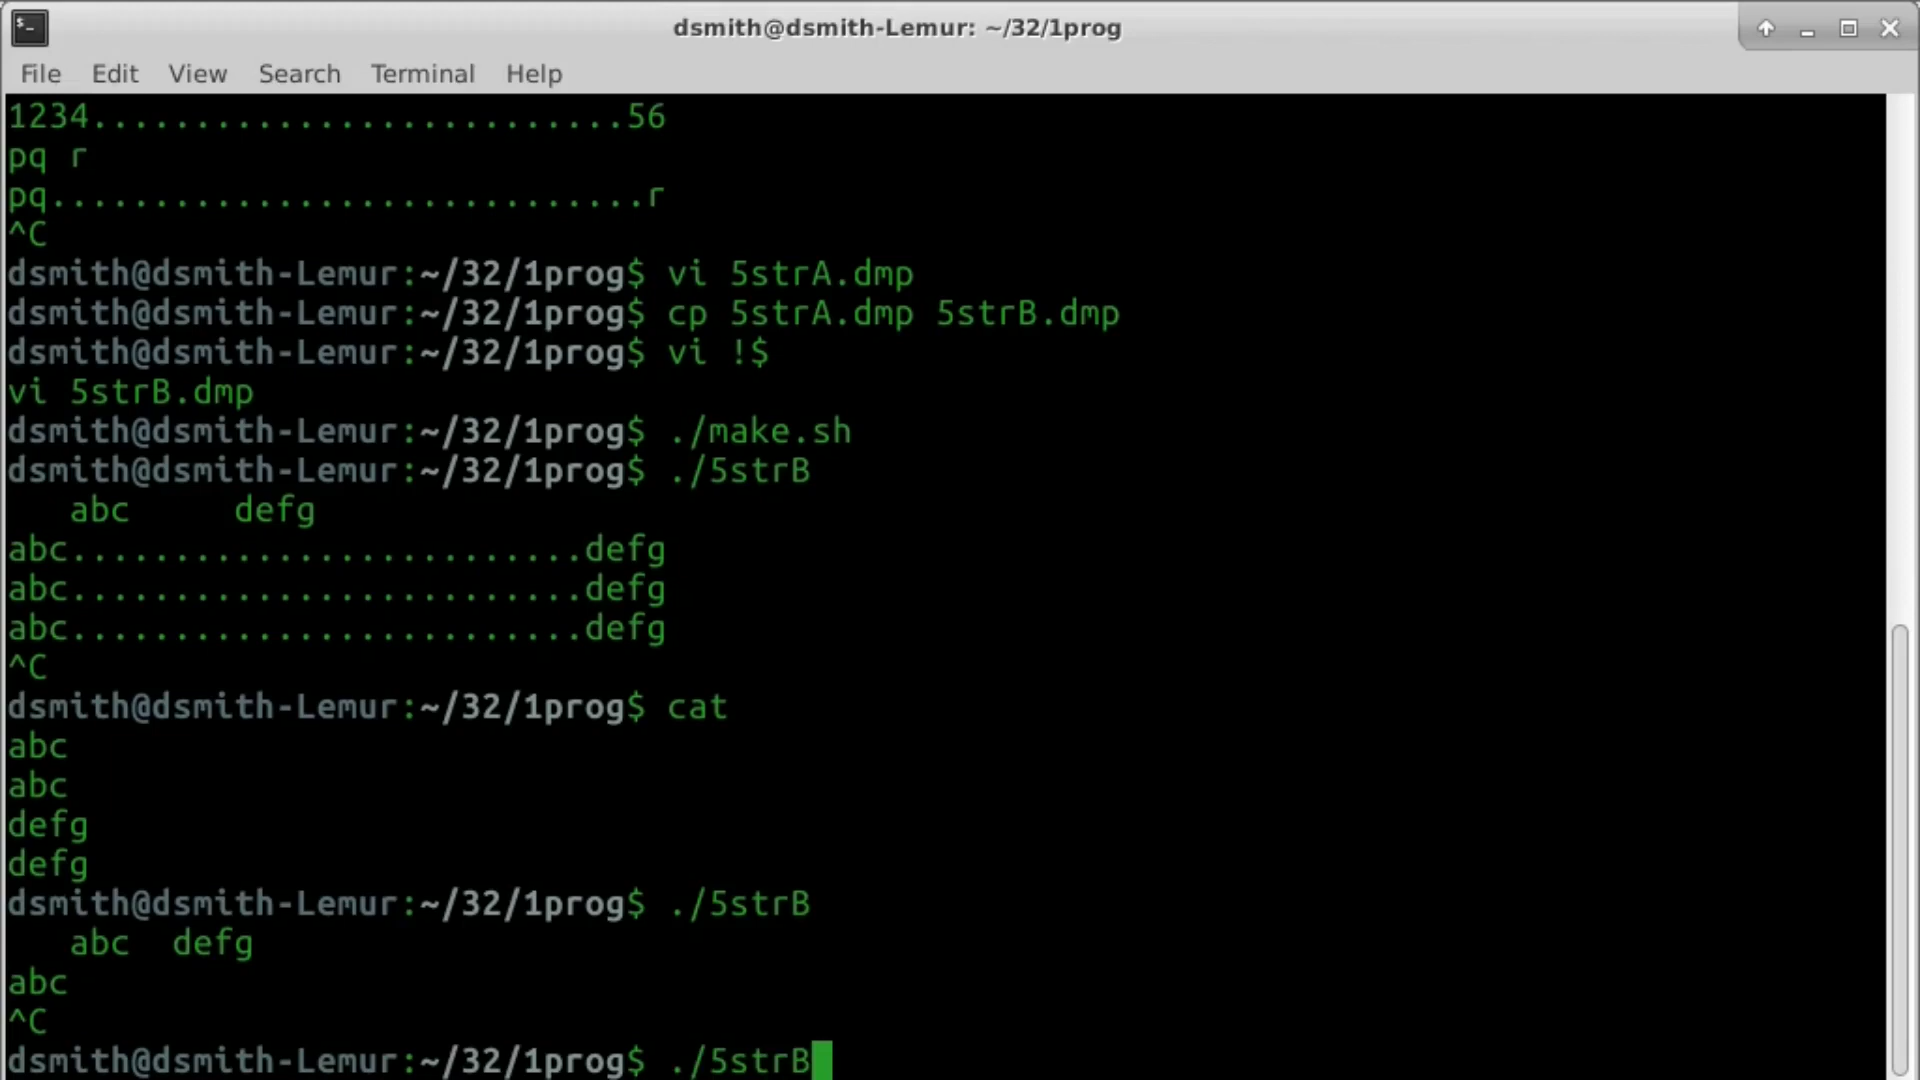 dsmith@dsmith-Lemur: ~/32/1prog
File Edit View Search Terminal Help
1234..........................56
pq r
pq.............................r
^C
dsmith@dsmith-Lemur:~/32/1prog$ vi 5strA.dmp
dsmith@dsmith-Lemur:~/32/1prog$ cp 5strA.dmp 5strB.dmp
dsmith@dsmith-Lemur:~/32/1prog$ vi !$
vi 5strB.dmp
dsmith@dsmith-Lemur:~/32/1prog$ ./make.sh
dsmith@dsmith-Lemur:~/32/1prog$ ./5strB
   abc     defg
abc.........................defg
abc.........................defg
abc.........................defg
^C
dsmith@dsmith-Lemur:~/32/1prog$ cat
abc
abc
defg
defg
dsmith@dsmith-Lemur:~/32/1prog$ ./5strB
   abc  defg
abc
^C
dsmith@dsmith-Lemur:~/32/1prog$ ./5strB